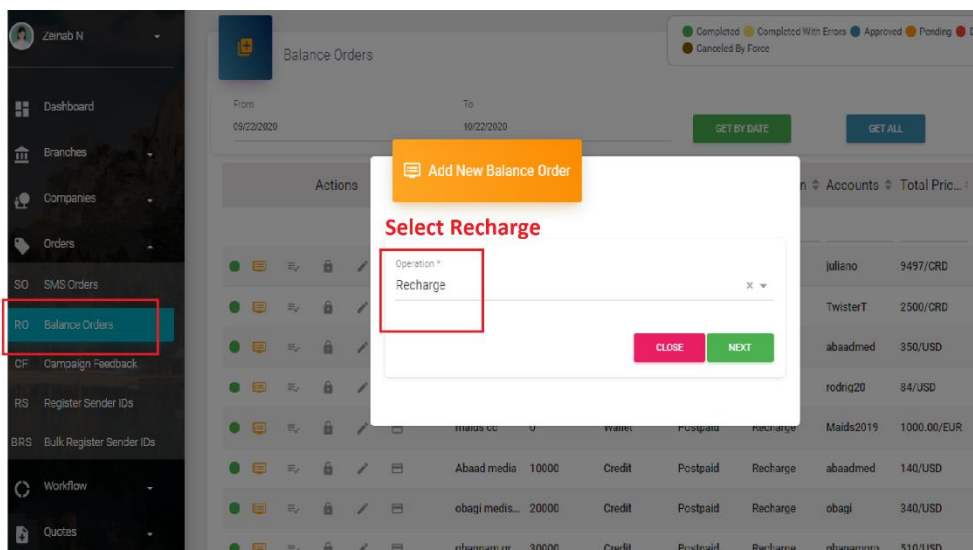 Zeinab N
Dashboard
Branches
Companies
Orders
SO SMS Orders
RO Balance Orders
CF Campaign Feedback
RS Register Sender IDs
BRS Bulk Register Sender IDs
Workflow
Quotes
Balance Orders
Completed Completed With Errors Approved Pending
Canceled By Force
From To
09/22/2020 10/22/2020 GET BY DATE GET ALL
Actions n Accounts Total Pric...
Add New Balance Order
Select Recharge
Operation *
Recharge
CLOSE NEXT
juliano 9497/CRD
TwisterT 2500/CRD
abaadmed 350/USD
rodrig20 84/USD
maids cc 0 Wallet Postpaid Recharge Maids2019 1000.00/EUR
Abaad media 10000 Credit Postpaid Recharge abaadmed 140/USD
obagi medis... 20000 Credit Postpaid Recharge obagi 340/USD
30000 Credit Postpaid Recharge 510/USD